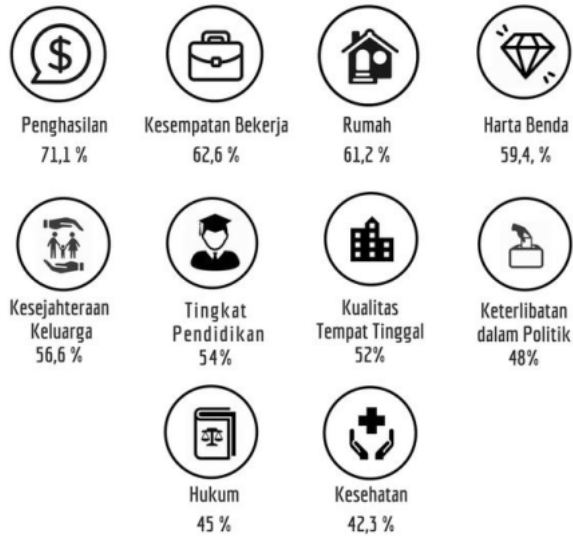 $
Penghasilan
71,1 %
Kesempatan Bekerja
62,6 %
Rumah
61,2 %
Harta Benda
59,4, %
Kesejahteraan
Keluarga
56,6 %
Tingkat
Pendidikan
54%
Kualitas
Tempat Tinggal
52%
Keterlibatan
dalam Politik
48%
Hukum
45 %
Kesehatan
42,3 %